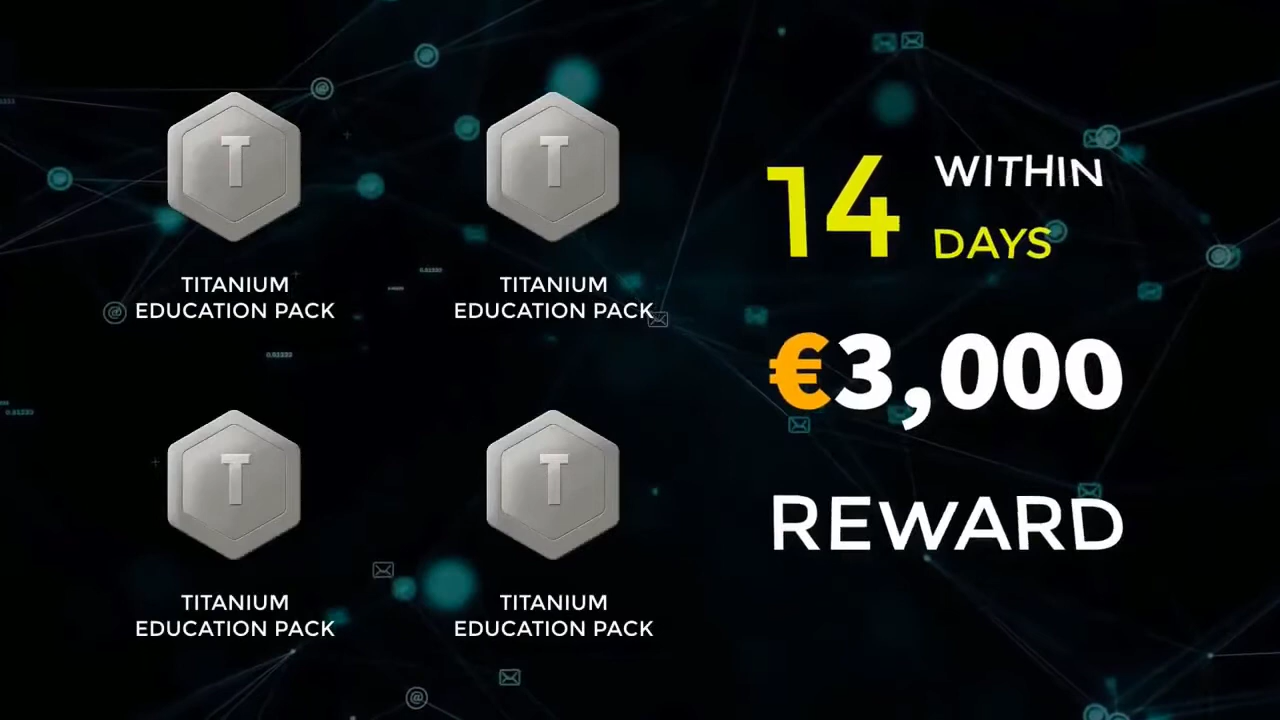 T
T
TITANIUM
EDUCATION PACK
TITANIUM
EDUCATION PACK
T
T
TITANIUM
EDUCATION PACK
TITANIUM
EDUCATION PACK
14 WITHIN
DAYS
€3,000
REWARD